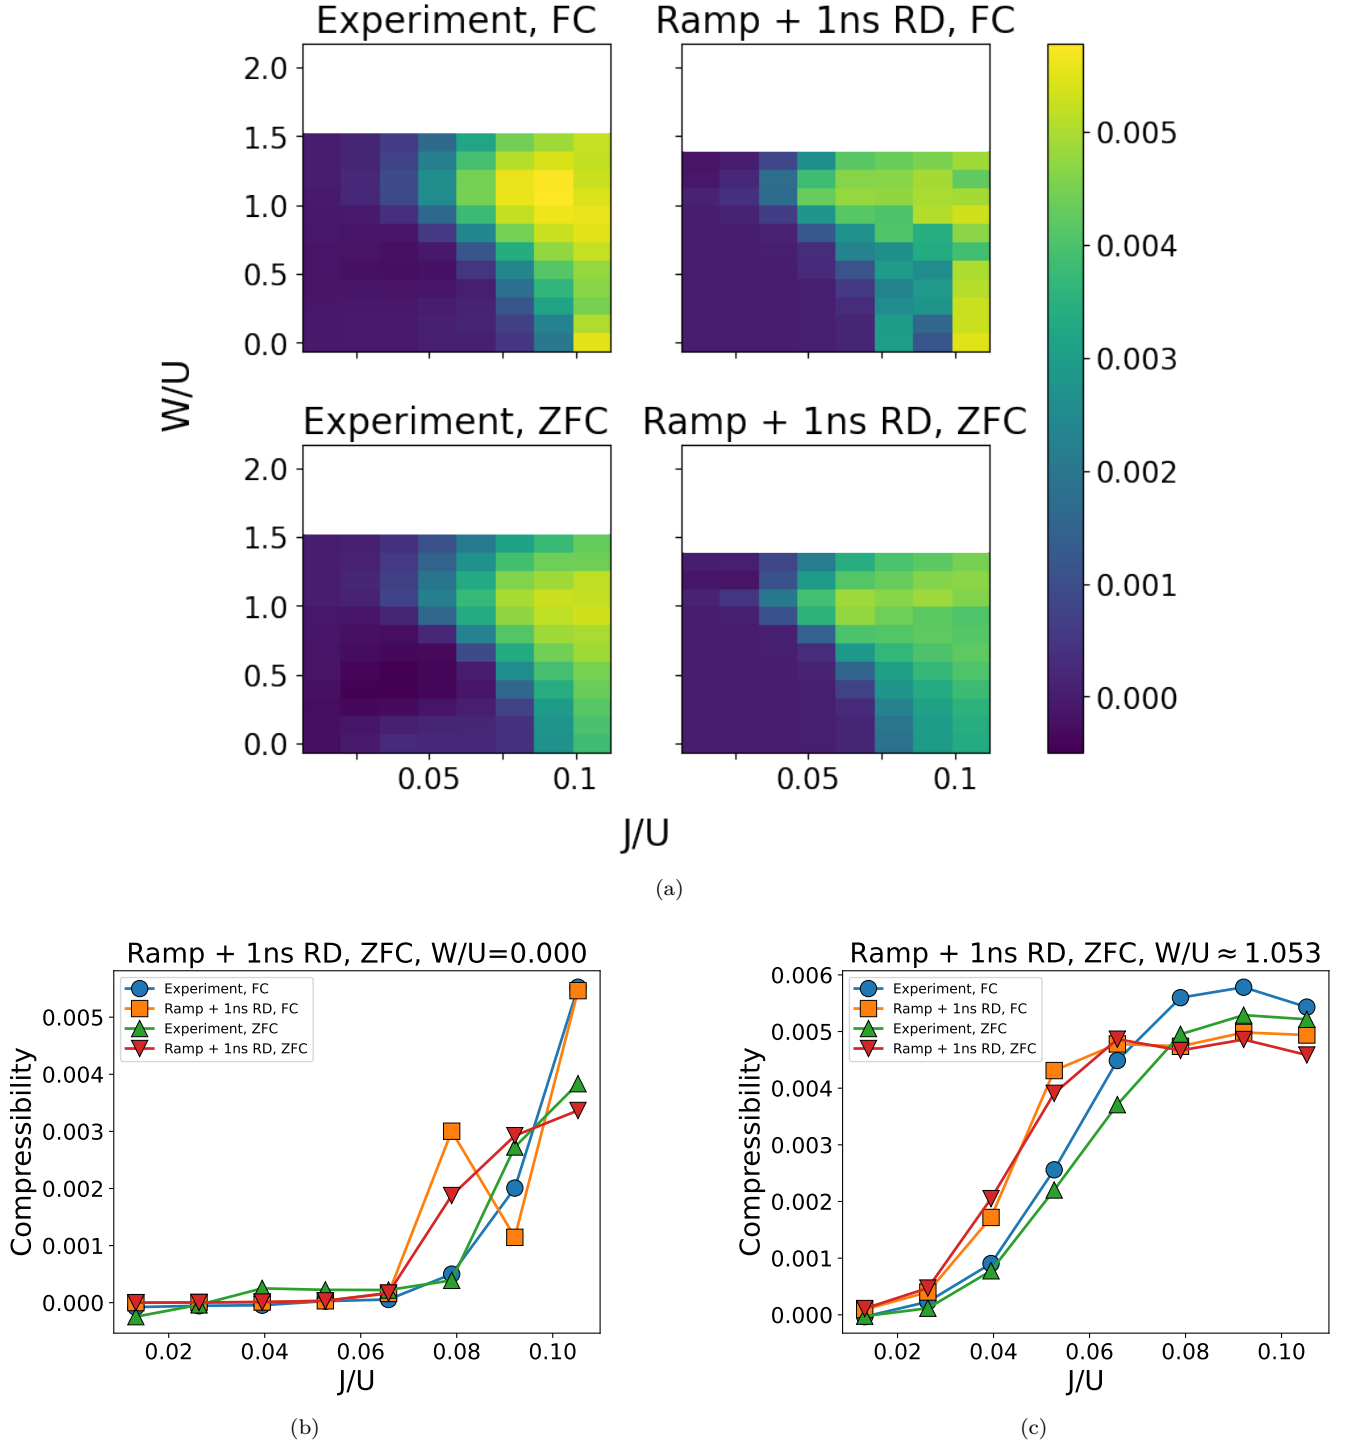 Experiment, FC
Ramp + 1ns RD, FC
2.0
1.5
1.0
0.5
0.0
0.005
0.004
0.003
0.002
0.001
0.000
W/U
Experiment, ZFC
Ramp + 1ns RD, ZFC
2.0
1.5
1.0
0.5
0.0
0.05
0.1
0.05
0.1
J/U
(a)
Ramp + 1ns RD, ZFC, W/U=0.000
Experiment, FC
Ramp + 1ns RD, FC
Experiment, ZFC
Ramp + 1ns RD, ZFC
Compressibility
0.005
0.004
0.003
0.002
0.001
0.000
0.02 0.04 0.06 0.08 0.10
J/U
(b)
Ramp + 1ns RD, ZFC, W/U ≈ 1.053
Experiment, FC
Ramp + 1ns RD, FC
Experiment, ZFC
Ramp + 1ns RD, ZFC
Compressibility
0.006
0.005
0.004
0.003
0.002
0.001
0.000
0.02 0.04 0.06 0.08 0.10
J/U
(c)